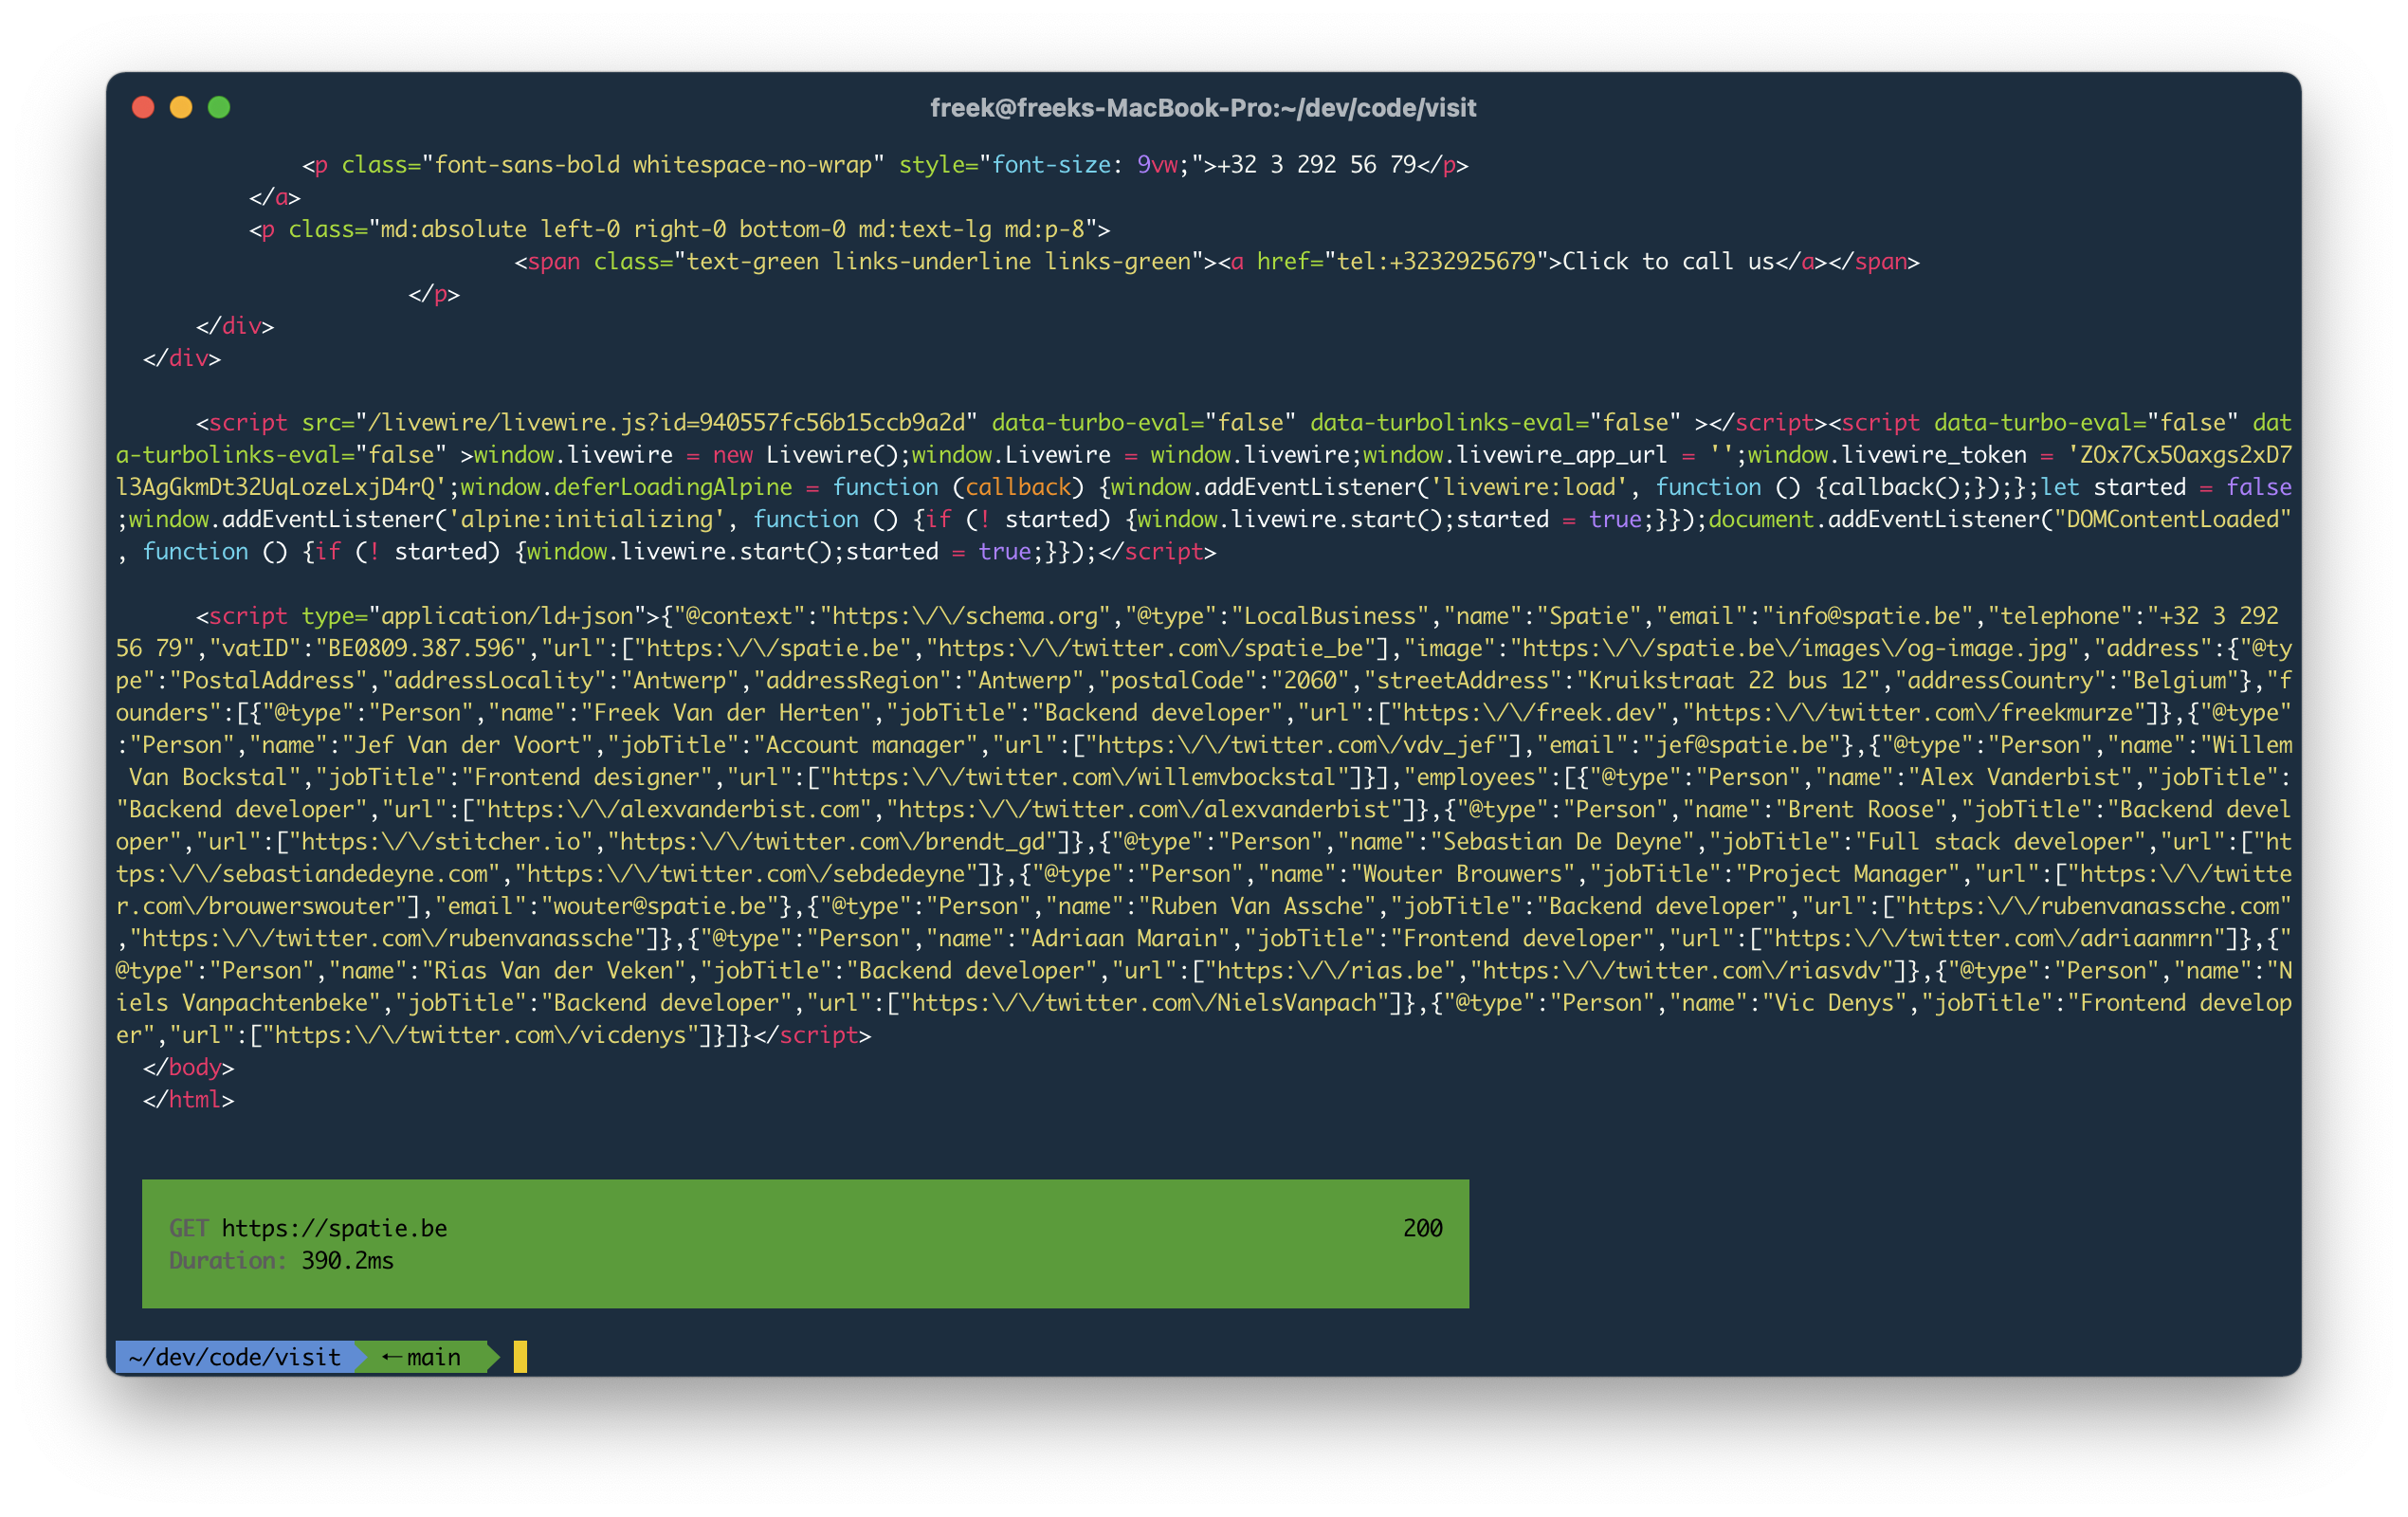 freek@freeks-MacBook-Pro:~/dev/code/visit
<p class="font-sans-bold whitespace-no-wrap" style="font-size: 9vw;">+32 3 292 56 79</p>
</a>
<p class="md:absolute left-0 right-0 bottom-0 md:text-lg md:p-8">
<span class="text-green links-underline links-green"><a href="tel:+3232925679">Click to call us</a></span>
</p>
</div>
</div>
<script src="/livewire/livewire.js?id=940557fc56b15ccb9a2d" data-turbo-eval="false" data-turbolinks-eval="false" ></script><script data-turbo-eval="false" dat
a-turbolinks-eval="false" >window.livewire = new Livewire();window.Livewire = window.livewire;window.livewire_app_url = '';window.livewire_token = 'ZOx7Cx5Oaxgs2xD7
l3AgGkmDt32UqLozeLxjD4rQ';window.deferLoadingAlpine = function (callback) {window.addEventListener('livewire:load', function () {callback();});};let started = false
;window.addEventListener('alpine:initializing', function () {if (! started) {window.livewire.start();started = true;}});document.addEventListener("DOMContentLoaded"
, function () {if (! started) {window.livewire.start();started = true;}});</script>
<script type="application/ld+json">{"@context":"https:\/\/schema.org","@type":"LocalBusiness","name":"Spatie","email":"info@spatie.be","telephone":"+32 3 292
56 79","vatID":"BE0809.387.596","url":["https:\/\/spatie.be","https:\/\/twitter.com\/spatie_be"],"image":"https:\/\/spatie.be\/images\/og-image.jpg","address":{"@ty
pe":"PostalAddress","addressLocality":"Antwerp","addressRegion":"Antwerp","postalCode":"2060","streetAddress":"Kruikstraat 22 bus 12","addressCountry":"Belgium"},"f
ounders":[{"@type":"Person","name":"Freek Van der Herten","jobTitle":"Backend developer","url":["https:\/\/freek.dev","https:\/\/twitter.com\/freekmurze"]},{"@type"
:"Person","name":"Jef Van der Voort","jobTitle":"Account manager","url":["https:\/\/twitter.com\/vdv_jef"],"email":"jef@spatie.be"},{"@type":"Person","name":"Willem
Van Bockstal","jobTitle":"Frontend designer","url":["https:\/\/twitter.com\/willemvbockstal"]}],"employees":[{"@type":"Person","name":"Alex Vanderbist","jobTitle":
"Backend developer","url":["https:\/\/alexvanderbist.com","https:\/\/twitter.com\/alexvanderbist"]},{"@type":"Person","name":"Brent Roose","jobTitle":"Backend devel
oper","url":["https:\/\/stitcher.io","https:\/\/twitter.com\/brendt_gd"]},{"@type":"Person","name":"Sebastian De Deyne","jobTitle":"Full stack developer","url":["ht
tps:\/\/sebastiandedeyne.com","https:\/\/twitter.com\/sebdedeyne"]},{"@type":"Person","name":"Wouter Brouwers","jobTitle":"Project Manager","url":["https:\/\/twitte
r.com\/brouwerswouter"],"email":"wouter@spatie.be"},{"@type":"Person","name":"Ruben Van Assche","jobTitle":"Backend developer","url":["https:\/\/rubenvanassche.com"
,"https:\/\/twitter.com\/rubenvanassche"]},{"@type":"Person","name":"Adriaan Marain","jobTitle":"Frontend developer","url":["https:\/\/twitter.com\/adriaanmrn"]},{"
@type":"Person","name":"Rias Van der Veken","jobTitle":"Backend developer","url":["https:\/\/rias.be","https:\/\/twitter.com\/riasvdv"]},{"@type":"Person","name":"N
iels Vanpachtenbeke","jobTitle":"Backend developer","url":["https:\/\/twitter.com\/NielsVanpach"]},{"@type":"Person","name":"Vic Denys","jobTitle":"Frontend develop
er","url":["https:\/\/twitter.com\/vicdenys"]}]}</script>
</body>
</html>
GET https://spatie.be 200
Duration: 390.2ms
~/dev/code/visit ←main